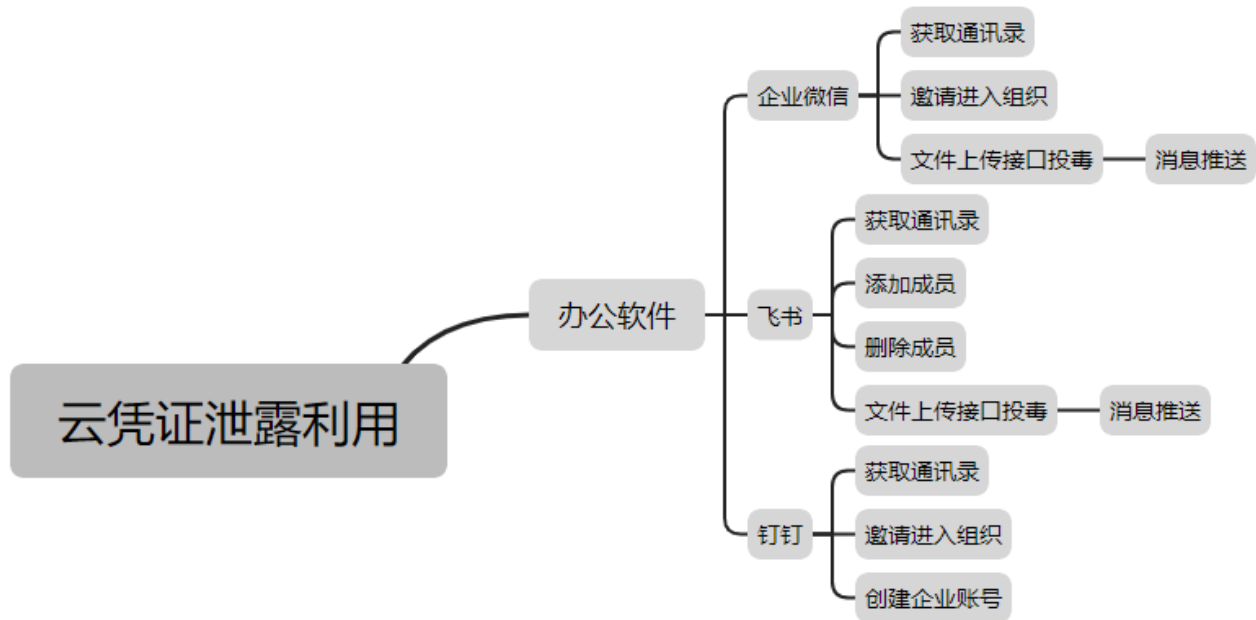 云凭证泄露利用
办公软件
企业微信
获取通讯录
邀请进入组织
文件上传接口投毒
消息推送
飞书
获取通讯录
添加成员
删除成员
文件上传接口投毒
消息推送
钉钉
获取通讯录
邀请进入组织
创建企业账号